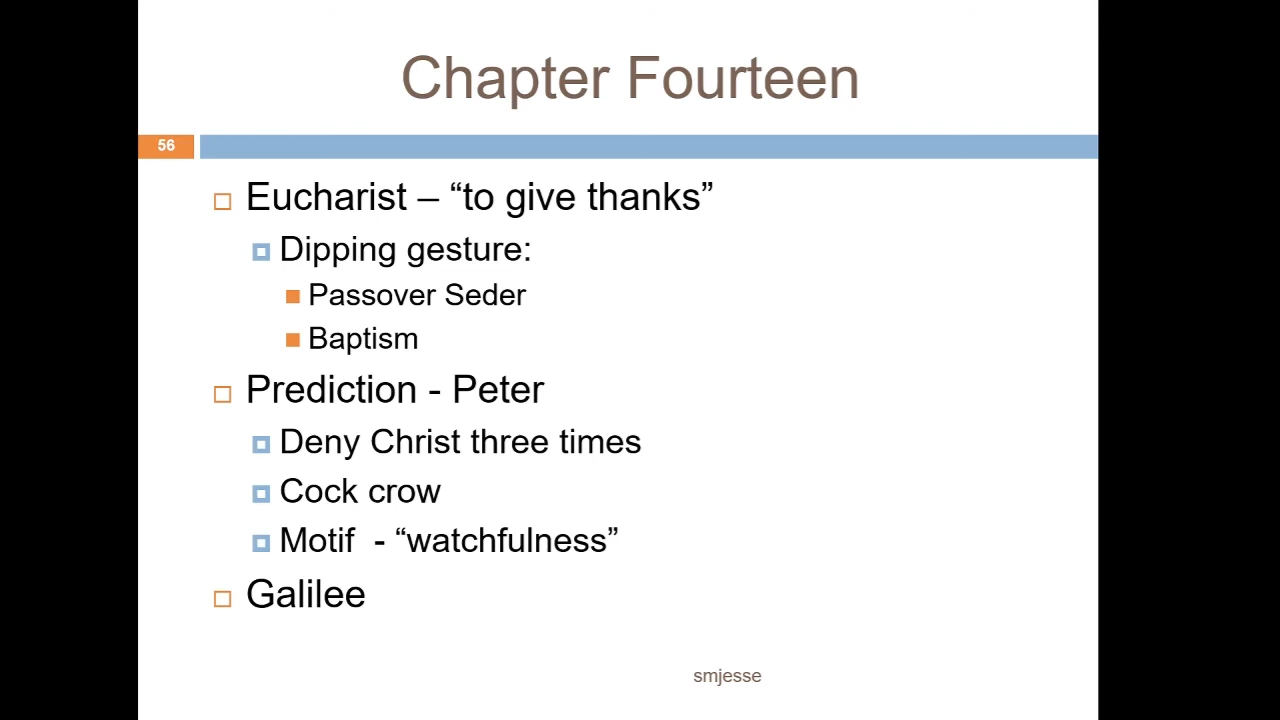 Chapter Fourteen
56
Eucharist – “to give thanks”
Dipping gesture:
Passover Seder
Baptism
Prediction - Peter
Deny Christ three times
Cock crow
Motif  - “watchfulness”
Galilee
smjesse